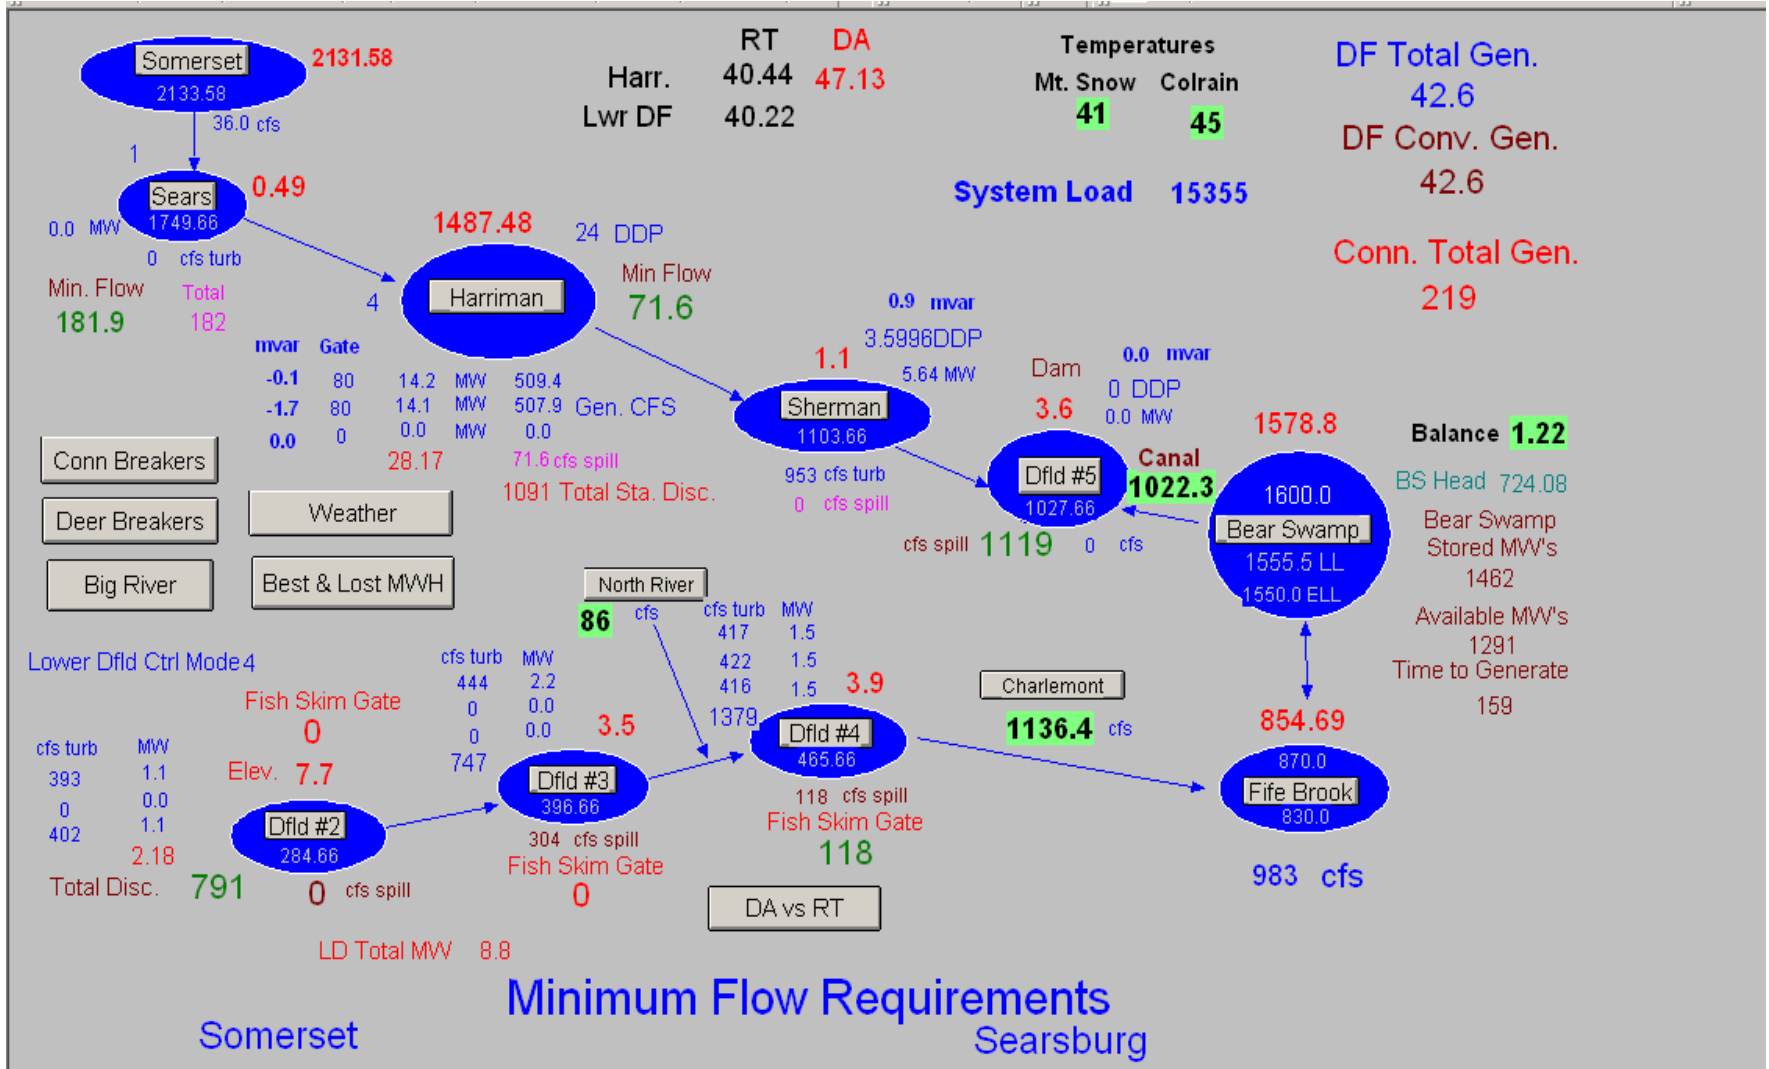 RT DA
Harr. 40.44 47.13
Lwr DF 40.22
Temperatures
Mt. Snow Colrain
41 45
System Load 15355
DF Total Gen.
42.6
DF Conv. Gen.
42.6
Conn. Total Gen.
219
Somerset 2131.58
2133.58
36.0 cfs
1
Sears 0.49
1749.66
0.0 MW
0 cfs turb
Min. Flow Total
181.9 182
1487.48
24 DDP
Harriman
4
Min Flow
71.6
mvar Gate
-0.1 80 14.2 MW 509.4
-1.7 80 14.1 MW 507.9 Gen. CFS
0.0 0 0.0 MW 0.0
28.17 71.6 cfs spill
1091 Total Sta. Disc.
0.9 mvar
3.5996DDP
1.1 5.64 MW
Sherman
1103.66
953 cfs turb
0 cfs spill
Dam 0.0 mvar
0 DDP
3.6 0.0 MW
Dfld #5
1027.66
Canal
1022.3
cfs spill 1119 0 cfs
1578.8
1600.0
Bear Swamp
1555.5 LL
1550.0 ELL
Balance 1.22
BS Head 724.08
Bear Swamp
Stored MW's
1462
Available MW's
1291
Time to Generate
159
Conn Breakers
Deer Breakers
Big River
Weather
Best & Lost MWH
North River
86 cfs
cfs turb MW
417 1.5
422 1.5
416 1.5 3.9
1379
Dfld #4
465.66
118 cfs spill
Fish Skim Gate
118
Charlemont
1136.4 cfs
854.69
870.0
Fife Brook
830.0
983 cfs
Lower Dfld Ctrl Mode4
cfs turb MW
444 2.2
0 0.0
0 0.0 3.5
747
Dfld #3
396.66
304 cfs spill
Fish Skim Gate
0
Fish Skim Gate
0
cfs turb MW
393 1.1
0 0.0
402 1.1
2.18
Elev. 7.7
Dfld #2
284.66
Total Disc. 791 0 cfs spill
DA vs RT
LD Total MW 8.8
Minimum Flow Requirements
Somerset Searsburg